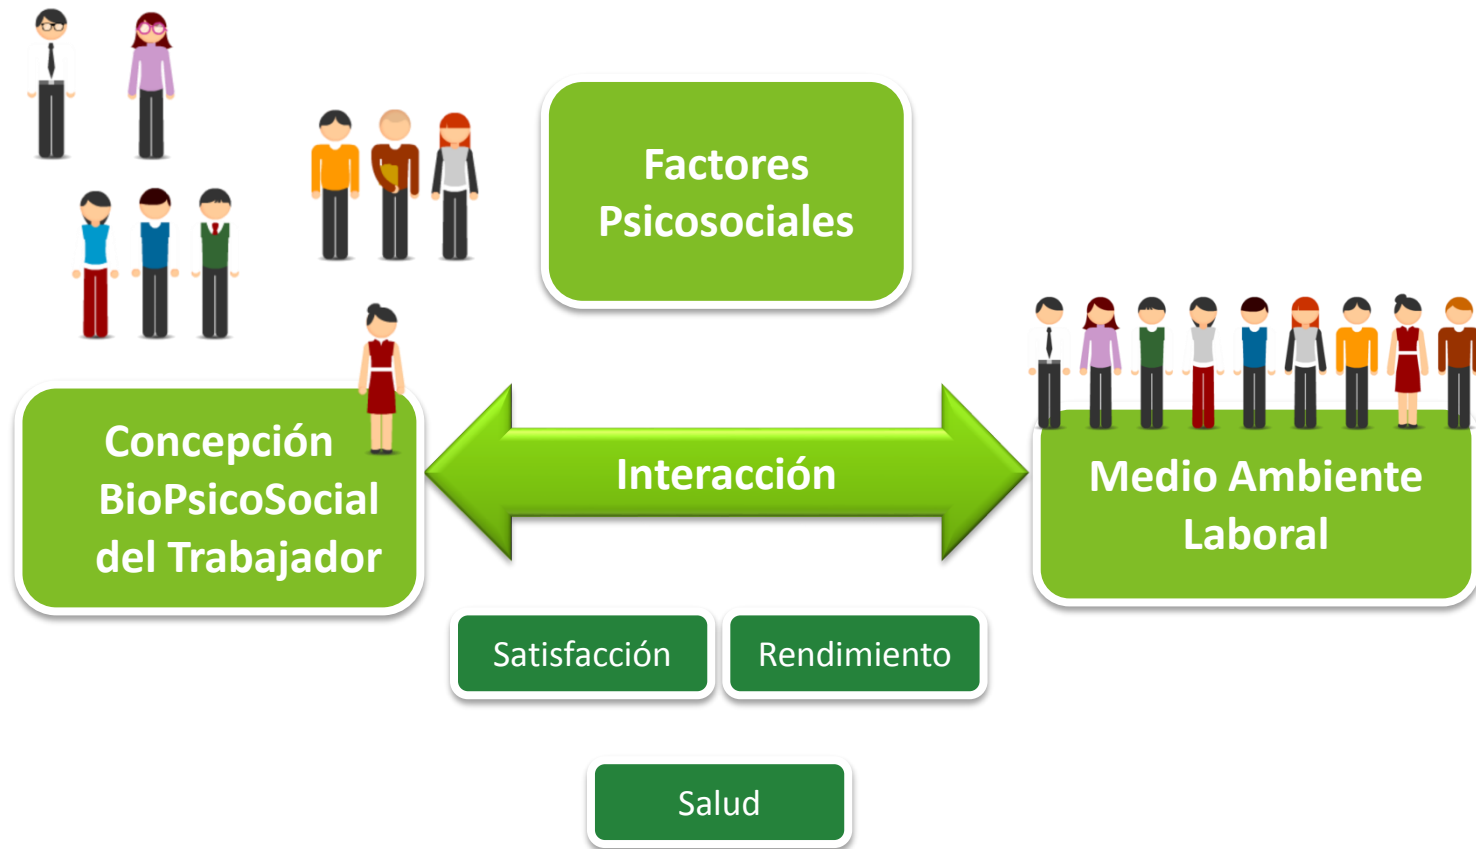 Factores
Psicosociales
Concepción
BioPsicoSocial
del Trabajador
Interacción
Medio Ambiente
Laboral
Satisfacción
Rendimiento
Salud